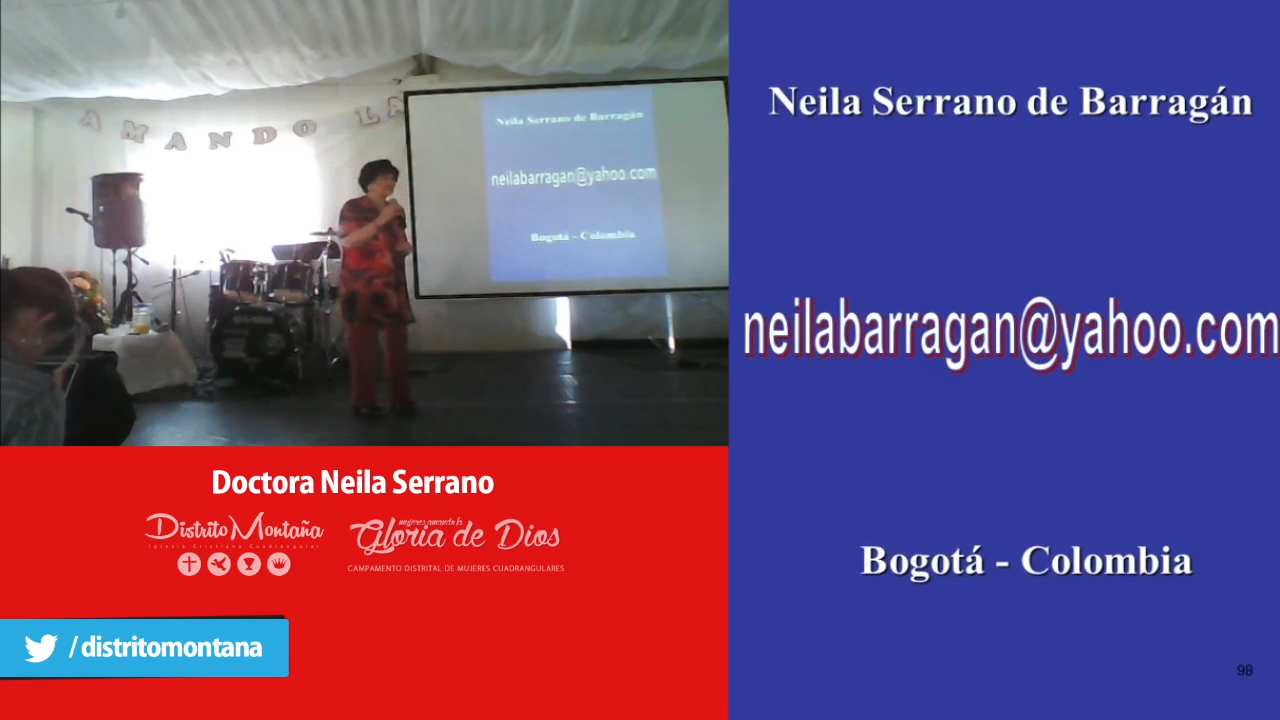 AMANDO LA
Neila Serrano de Barragán
neilabarragan@yahoo.com
Bogotá - Colombia
Doctora Neila Serrano
Distrito Montaña
Iglesia Cristiana Cuadrangular
mujeres amando la
Gloria de Dios
CAMPAMENTO DISTRITAL DE MUJERES CUADRANGULARES
/distritomontana
Neila Serrano de Barragán
neilabarragan@yahoo.com
Bogotá - Colombia
98